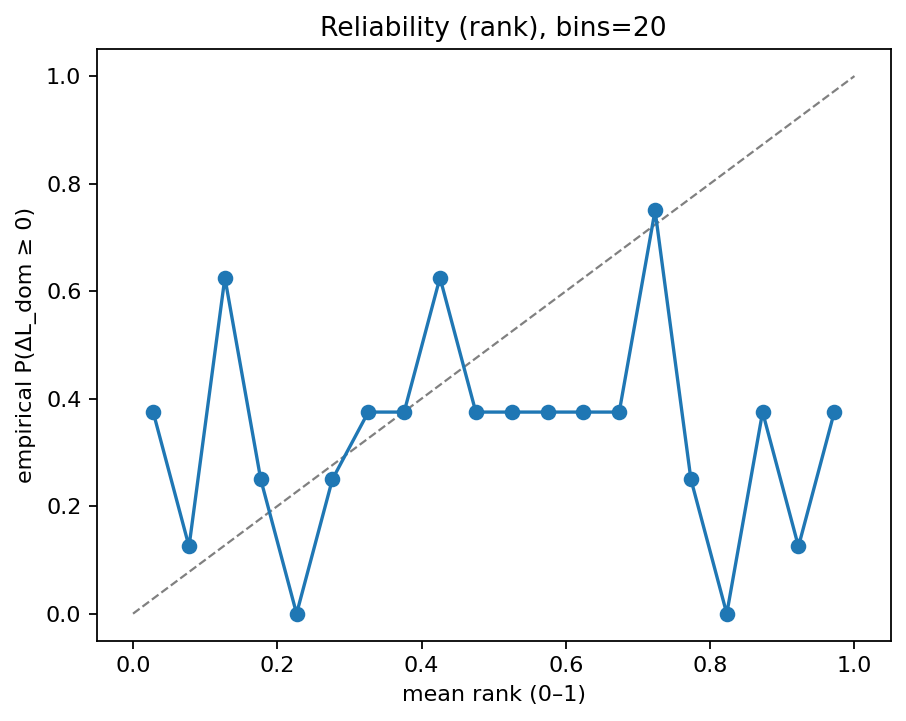 Reliability (rank), bins=20
empirical P(ΔL_dom ≥ 0)
1.0
0.8
0.6
0.4
0.2
0.0
0.0 0.2 0.4 0.6 0.8 1.0
mean rank (0–1)